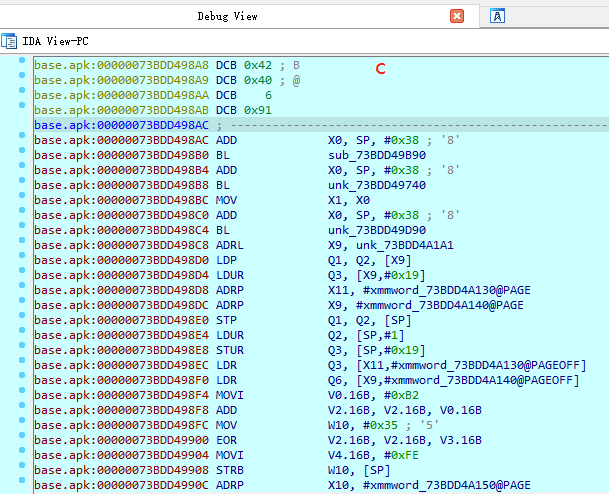 Debug View
IDA View-PC
base.apk:00000073BDD498A8 DCB 0x42 ; B
C
base.apk:00000073BDD498A9 DCB 0x40 ; @
base.apk:00000073BDD498AA DCB    6
base.apk:00000073BDD498AB DCB 0x91
base.apk:00000073BDD498AC ; ---------------------------------------------------
base.apk:00000073BDD498AC ADD             X0, SP, #0x38 ; '8'
base.apk:00000073BDD498B0 BL              sub_73BDD49B90
base.apk:00000073BDD498B4 ADD             X0, SP, #0x38 ; '8'
base.apk:00000073BDD498B8 BL              unk_73BDD49740
base.apk:00000073BDD498BC MOV             X1, X0
base.apk:00000073BDD498C0 ADD             X0, SP, #0x38 ; '8'
base.apk:00000073BDD498C4 BL              unk_73BDD49D90
base.apk:00000073BDD498C8 ADRL            X9, unk_73BDD4A1A1
base.apk:00000073BDD498D0 LDP             Q1, Q2, [X9]
base.apk:00000073BDD498D4 LDUR            Q3, [X9,#0x19]
base.apk:00000073BDD498D8 ADRP            X11, #xmmword_73BDD4A130@PAGE
base.apk:00000073BDD498DC ADRP            X9, #xmmword_73BDD4A140@PAGE
base.apk:00000073BDD498E0 STP             Q1, Q2, [SP]
base.apk:00000073BDD498E4 LDUR            Q2, [SP,#1]
base.apk:00000073BDD498E8 STUR            Q3, [SP,#0x19]
base.apk:00000073BDD498EC LDR             Q3, [X11,#xmmword_73BDD4A130@PAGEOFF]
base.apk:00000073BDD498F0 LDR             Q6, [X9,#xmmword_73BDD4A140@PAGEOFF]
base.apk:00000073BDD498F4 MOVI            V0.16B, #0xB2
base.apk:00000073BDD498F8 ADD             V2.16B, V2.16B, V0.16B
base.apk:00000073BDD498FC MOV             W10, #0x35 ; '5'
base.apk:00000073BDD49900 EOR             V2.16B, V2.16B, V3.16B
base.apk:00000073BDD49904 MOVI            V4.16B, #0xFE
base.apk:00000073BDD49908 STRB            W10, [SP]
base.apk:00000073BDD4990C ADRP            X10, #xmmword_73BDD4A150@PAGE